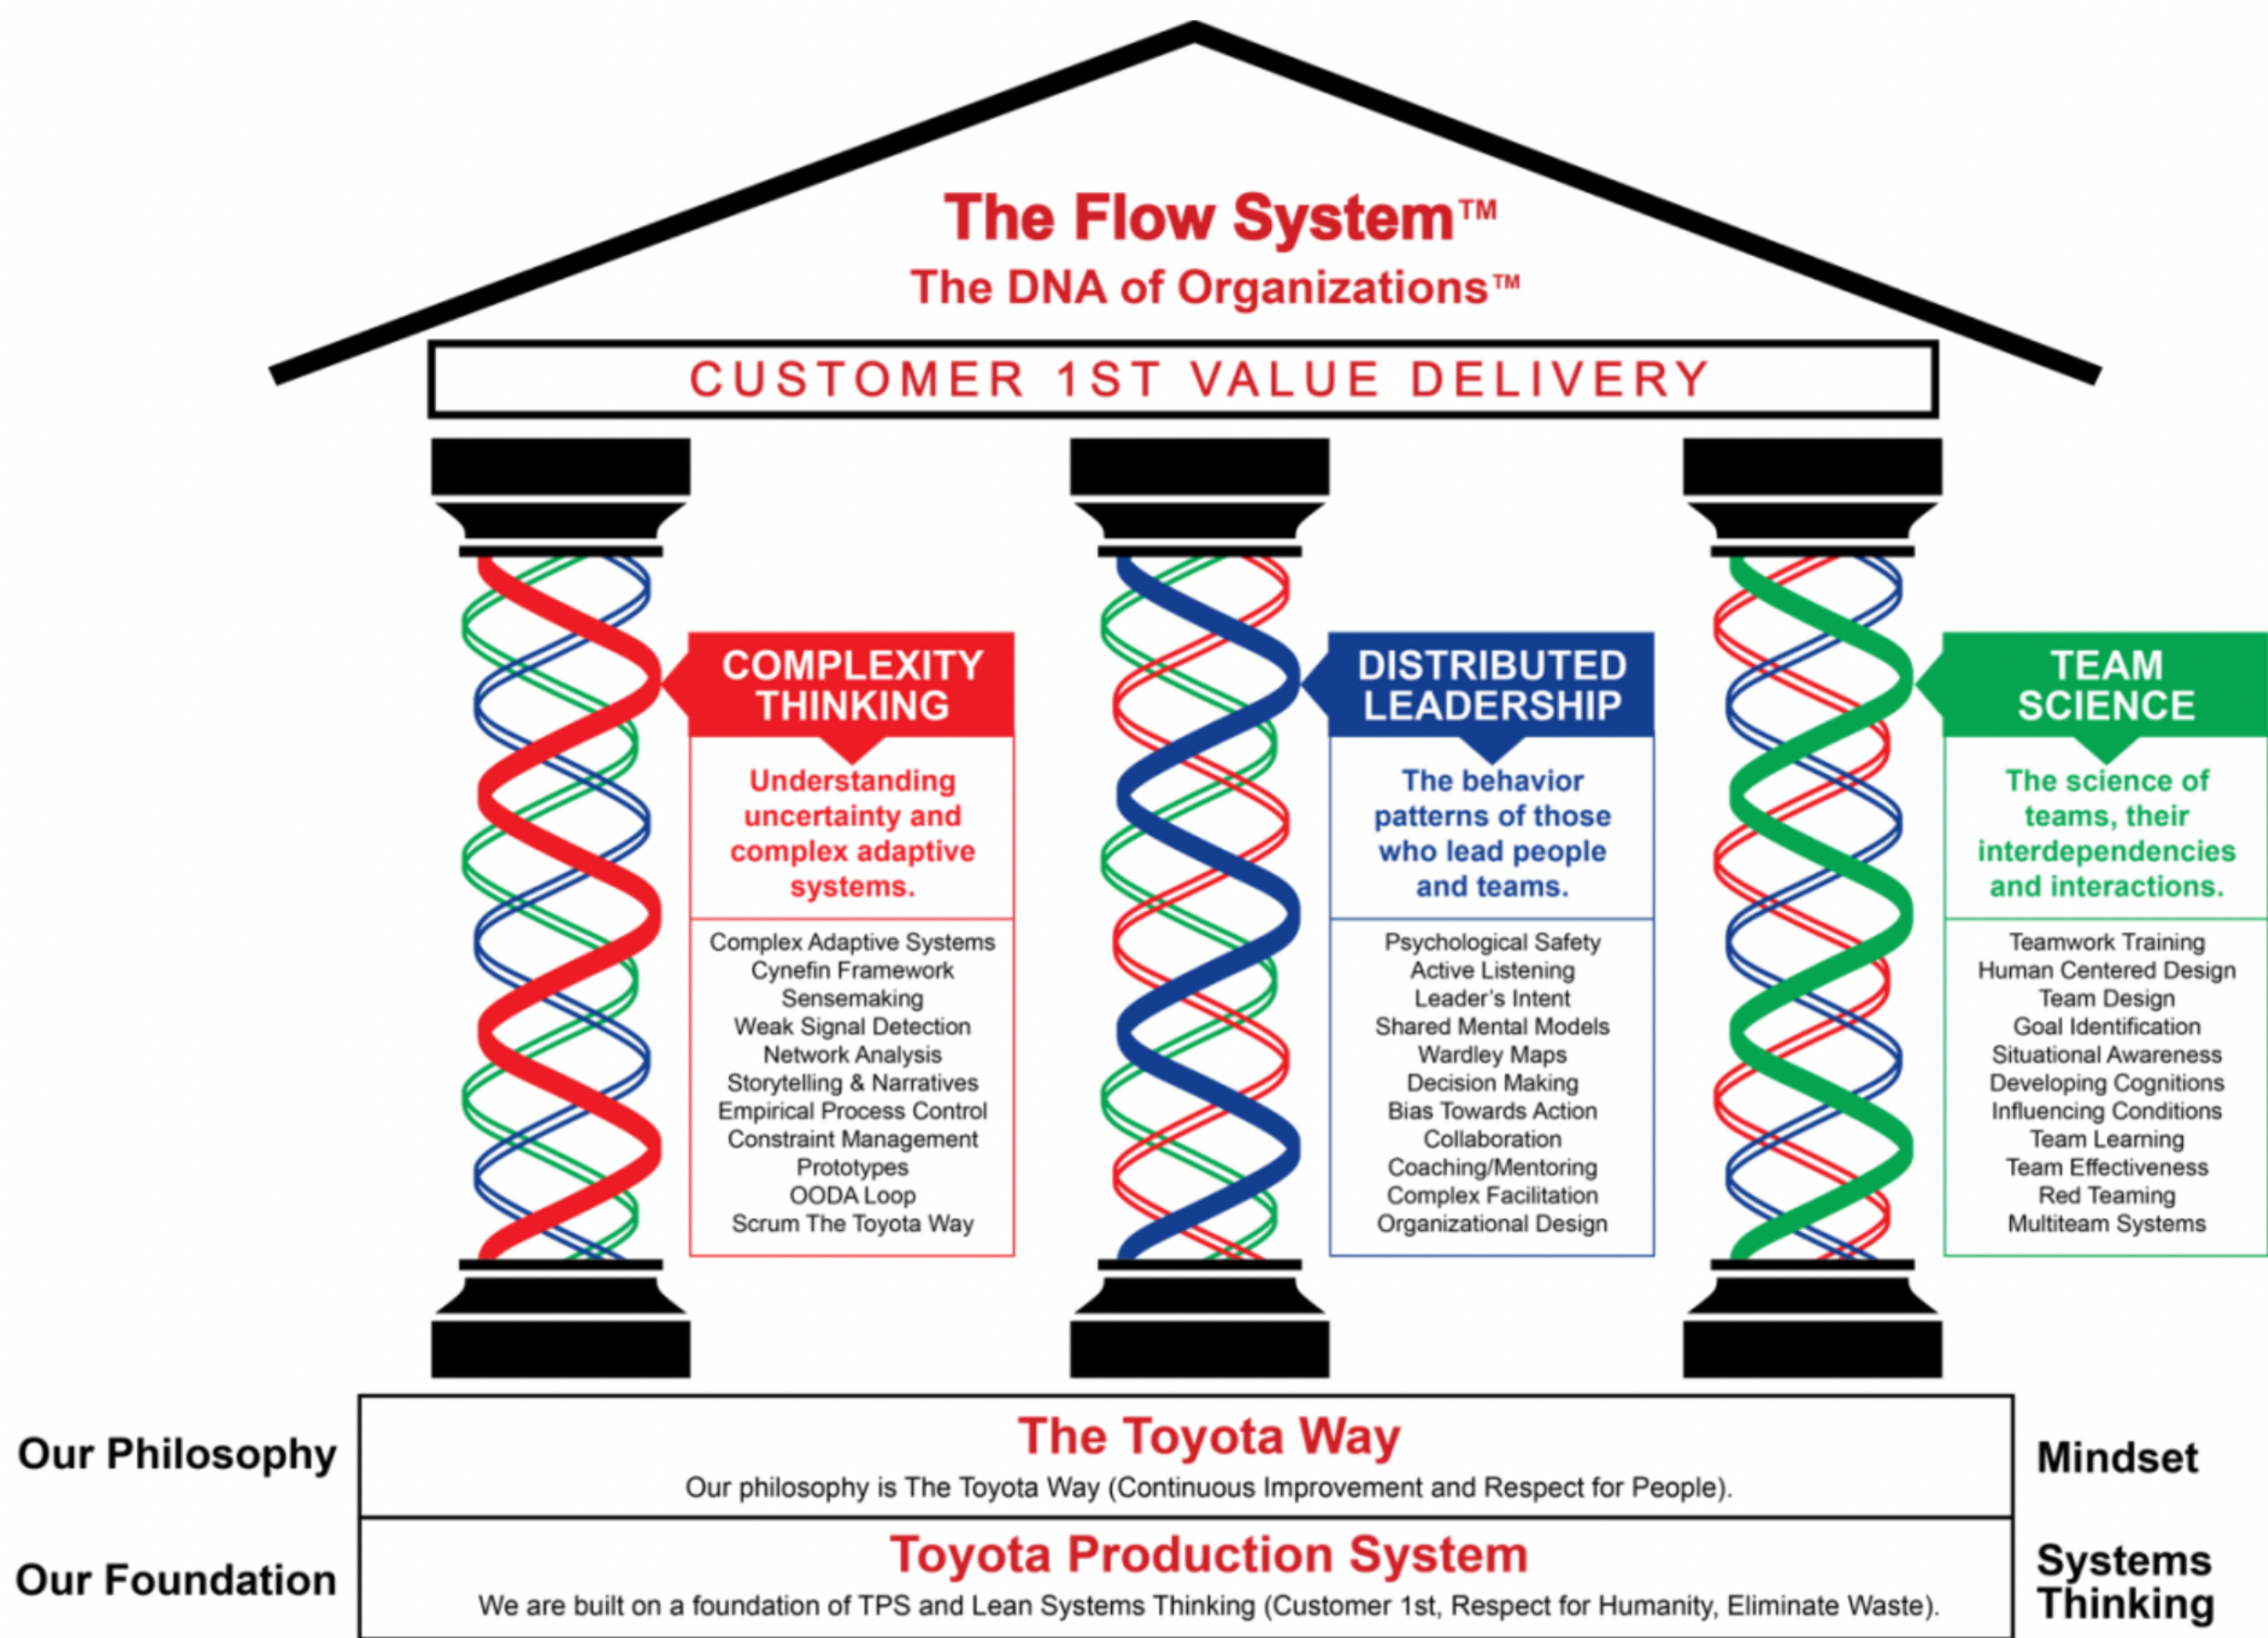 The Flow System™
The DNA of Organizations™
CUSTOMER 1ST VALUE DELIVERY
COMPLEXITY
THINKING
Understanding
uncertainty and
complex adaptive
systems.
Complex Adaptive Systems
Cynefin Framework
Sensemaking
Weak Signal Detection
Network Analysis
Storytelling & Narratives
Empirical Process Control
Constraint Management
Prototypes
OODA Loop
Scrum The Toyota Way
DISTRIBUTED
LEADERSHIP
The behavior
patterns of those
who lead people
and teams.
Psychological Safety
Active Listening
Leader's Intent
Shared Mental Models
Wardley Maps
Decision Making
Bias Towards Action
Collaboration
Coaching/Mentoring
Complex Facilitation
Organizational Design
TEAM
SCIENCE
The science of
teams, their
interdependencies
and interactions.
Teamwork Training
Human Centered Design
Team Design
Goal Identification
Situational Awareness
Developing Cognitions
Influencing Conditions
Team Learning
Team Effectiveness
Red Teaming
Multiteam Systems
Our Philosophy
The Toyota Way
Our philosophy is The Toyota Way (Continuous Improvement and Respect for People).
Mindset
Our Foundation
Toyota Production System
We are built on a foundation of TPS and Lean Systems Thinking (Customer 1st, Respect for Humanity, Eliminate Waste).
Systems
Thinking